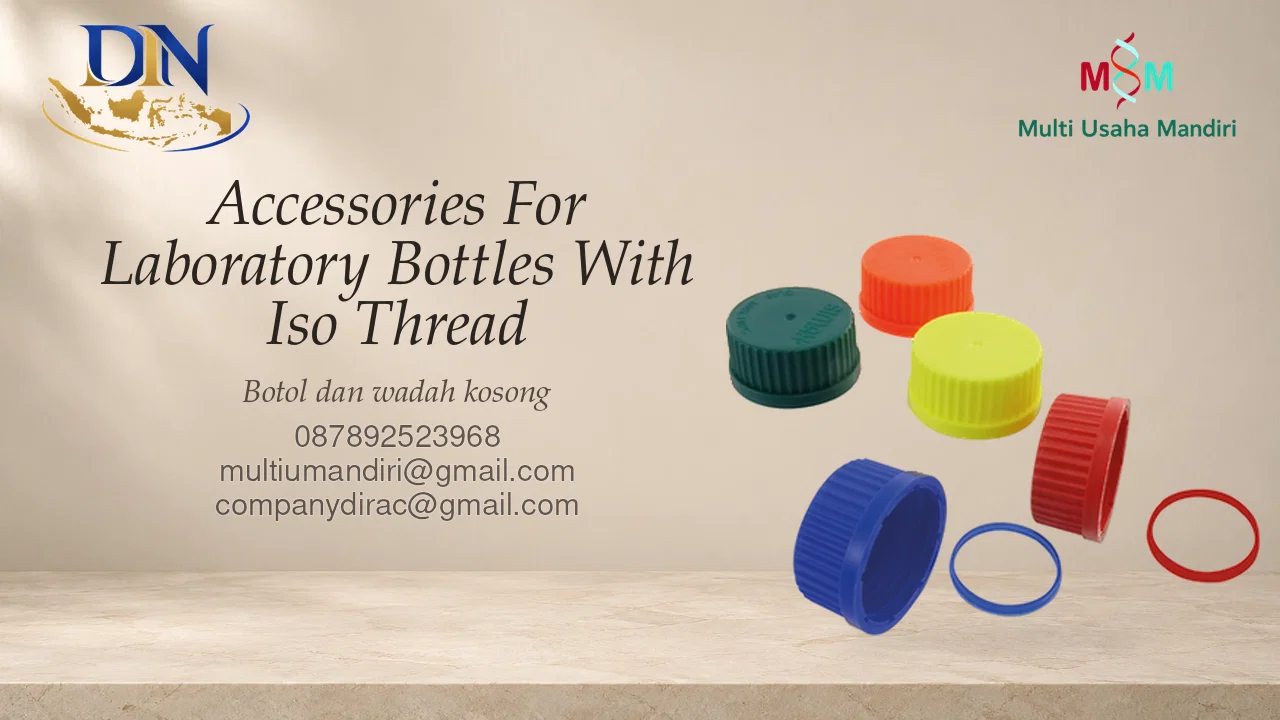 DN
M M
Multi Usaha Mandiri
Accessories For
Laboratory Bottles With
Iso Thread
Botol dan wadah kosong
087892523968
multiumandiri@gmail.com
companydirac@gmail.com